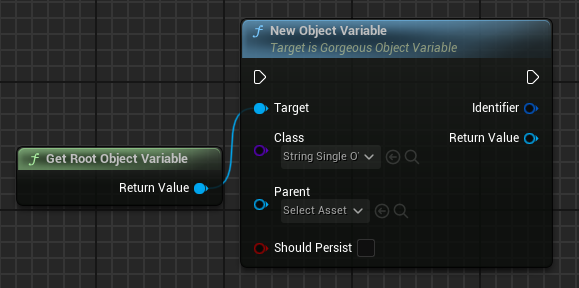 f New Object Variable
Target is Gorgeous Object Variable
Target
Identifier
Class
Return Value
String Single O'
f Get Root Object Variable
Return Value
Parent
Select Asset
Should Persist